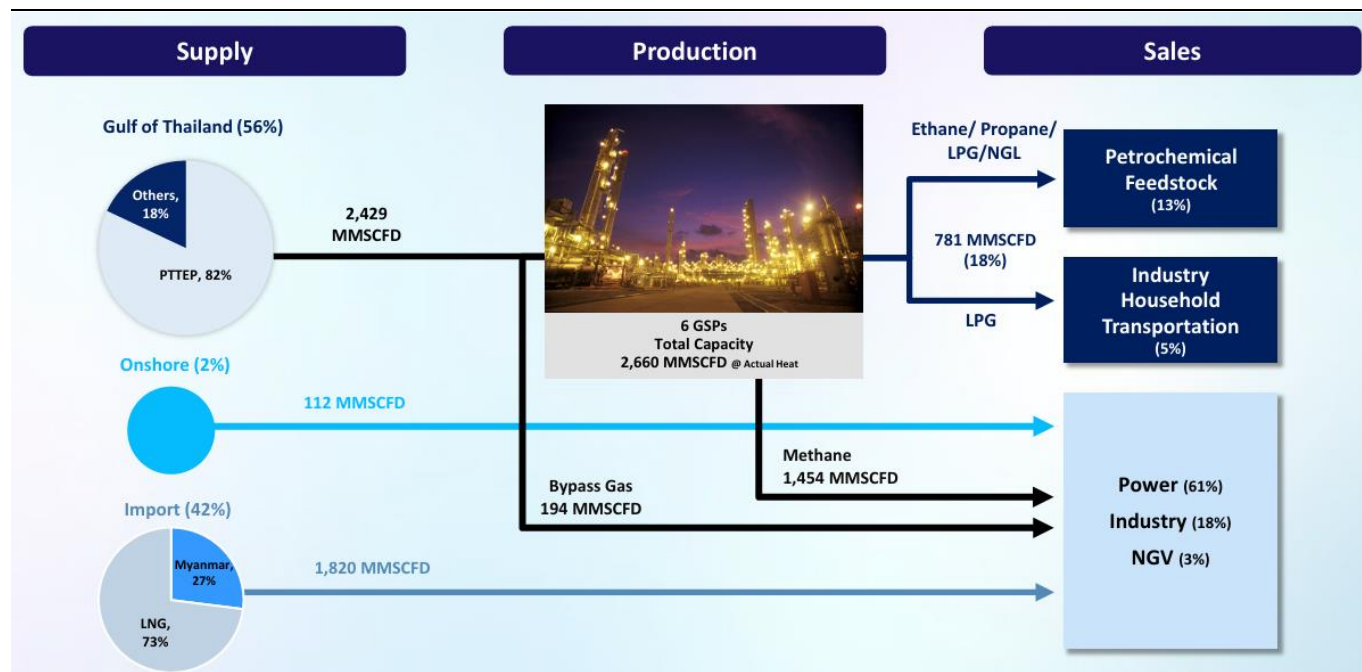 Supply
Production
Sales
Gulf of Thailand (56%)
Others,
18%
PTTEP, 82%
2,429
MMSCFD
Onshore (2%)
112 MMSCFD
Import (42%)
Myanmar,
27%
LNG,
73%
1,820 MMSCFD
6 GSPs
Total Capacity
2,660 MMSCFD @ Actual Heat
Bypass Gas
194 MMSCFD
Methane
1,454 MMSCFD
Ethane/ Propane/
LPG/NGL
781 MMSCFD
(18%)
LPG
Petrochemical
Feedstock
(13%)
Industry
Household
Transportation
(5%)
Power (61%)
Industry (18%)
NGV (3%)